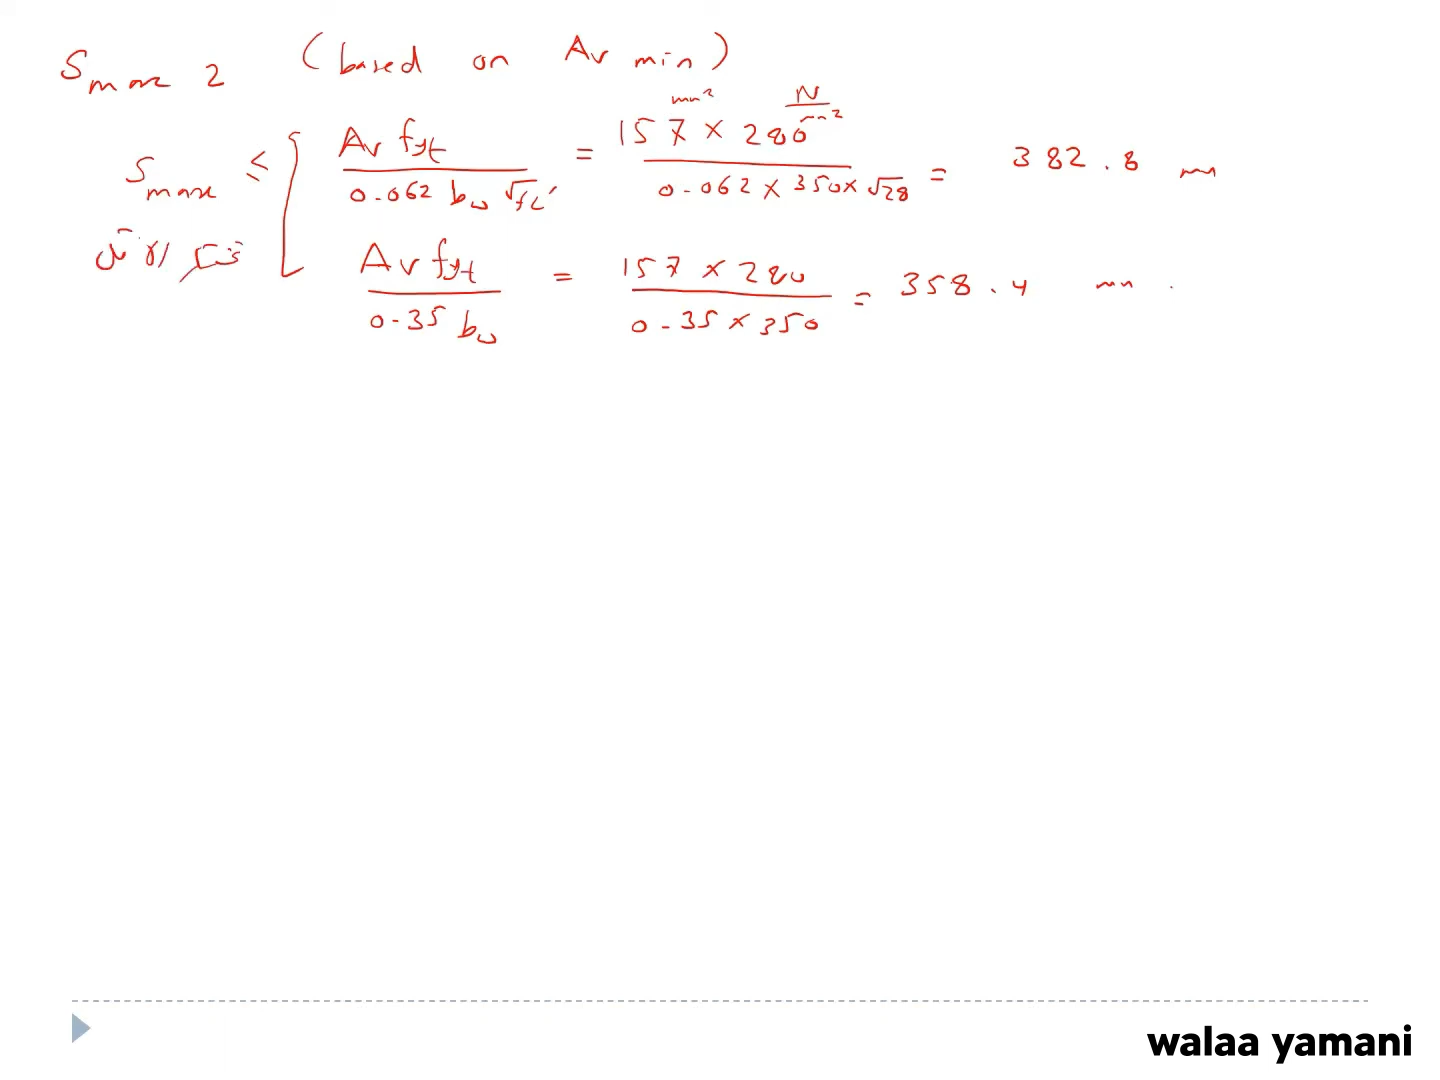 Smax 2 (based on Av min)
Smax ≤ { Av fyt / 0.062 bw √fc' = 157 mm² × 280 N/mm² / 0.062 × 350 × √28 = 382.8 mm
نختار الاقل
Av fyt / 0.35 bw = 157 × 280 / 0.35 × 350 = 358.4 mm.
walaa yamani